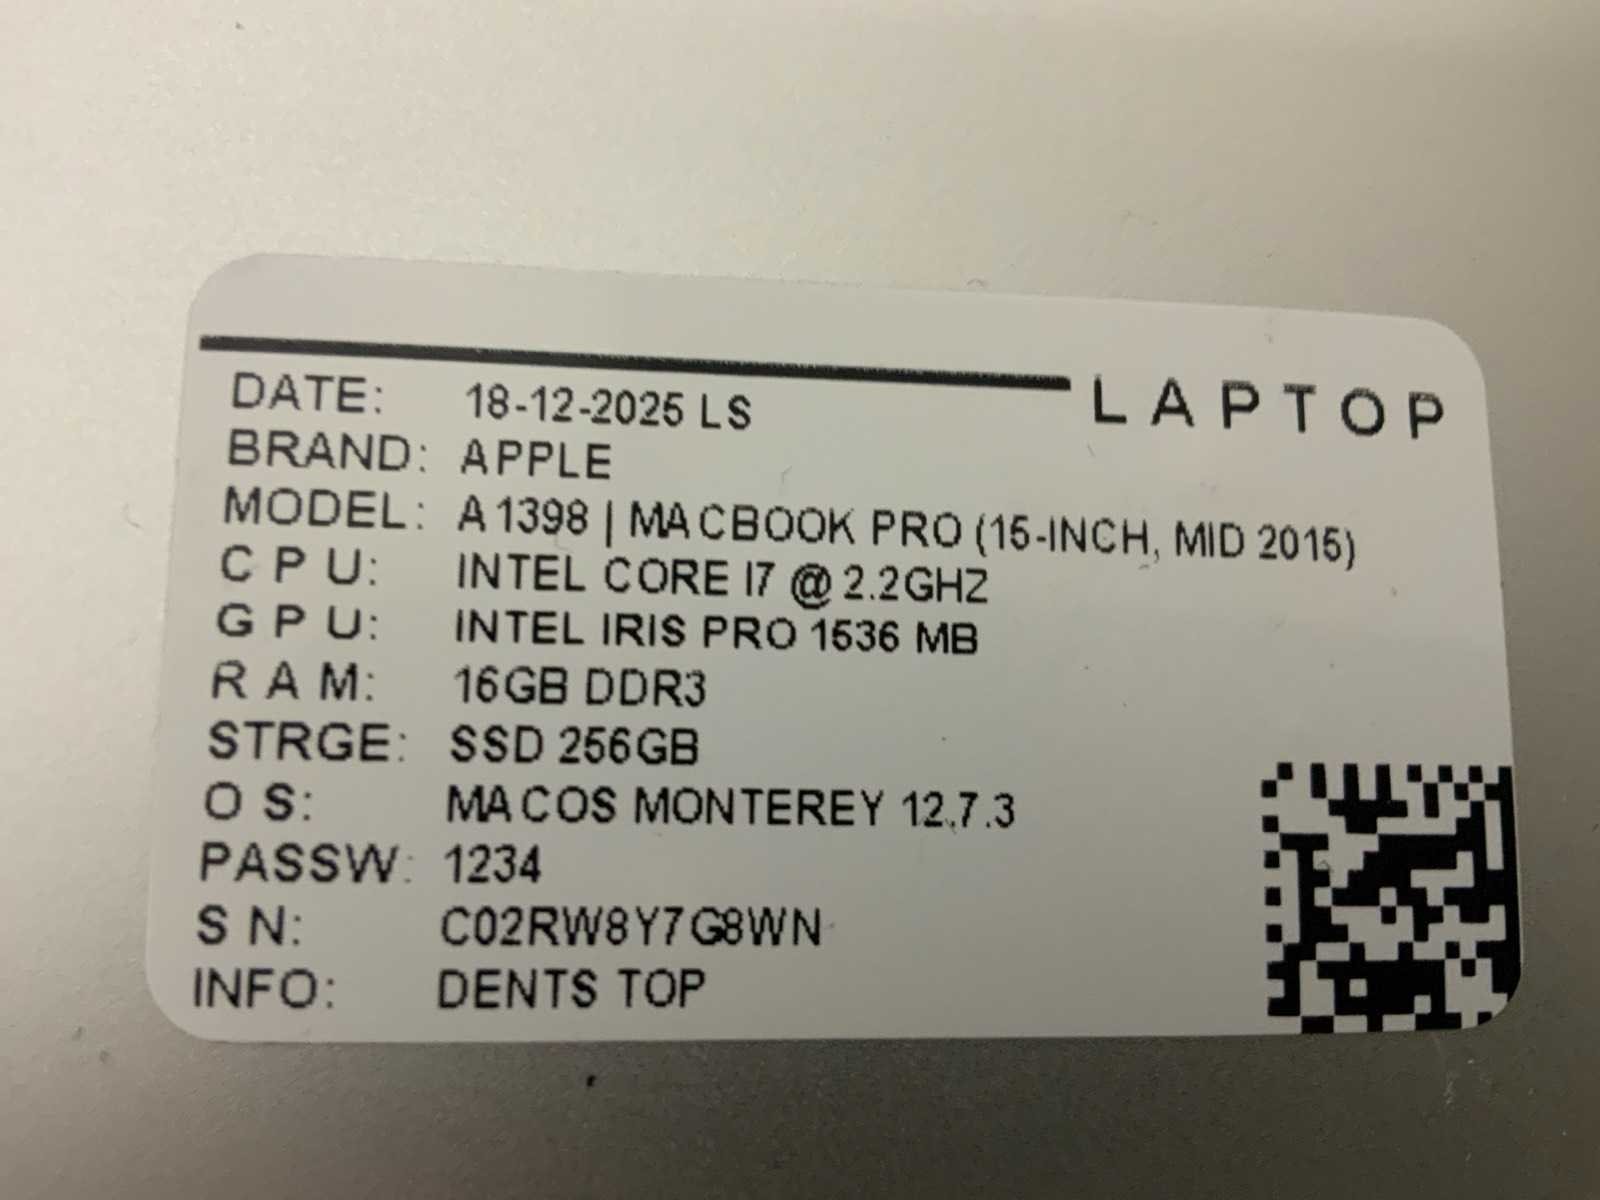 LAPTOP
DATE: 18-12-2025 LS
BRAND: APPLE
MODEL: A1398 | MACBOOK PRO (15-INCH, MID 2015)
CPU: INTEL CORE I7 @ 2.2GHZ
GPU: INTEL IRIS PRO 1536 MB
RAM: 16GB DDR3
STRGE: SSD 256GB
OS: MACOS MONTEREY 12.7.3
PASSW: 1234
SN: C02RW8Y7G8WN
INFO: DENTS TOP